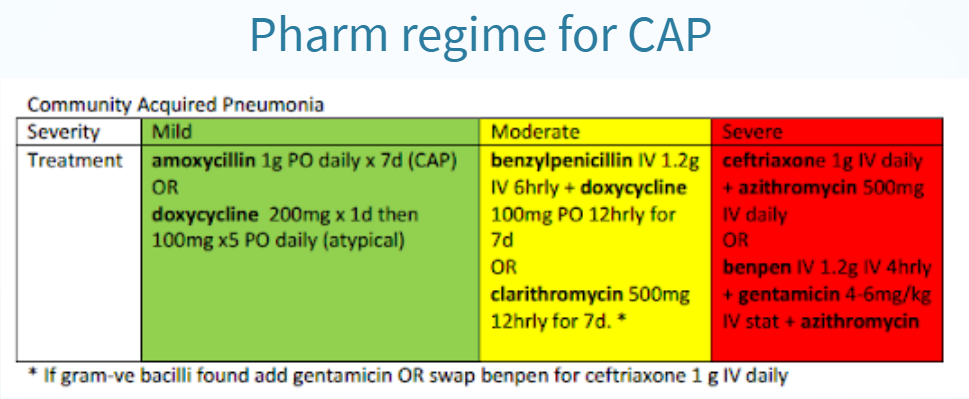 Pharm regime for CAP
Community Acquired Pneumonia
Severity
Mild
Moderate
Severe
Treatment
amoxycillin 1g PO daily x 7d (CAP)
OR
doxycycline 200mg x 1d then
100mg x5 PO daily (atypical)
benzylpenicillin IV 1.2g
IV 6hrly + doxycycline
100mg PO 12hrly for
7d
OR
clarithromycin 500mg
12hrly for 7d. *
ceftriaxone 1g IV daily
+ azithromycin 500mg
IV daily
OR
benpen IV 1.2g IV 4hrly
+ gentamicin 4-6mg/kg
IV stat + azithromycin
* If gram-ve bacilli found add gentamicin OR swap benpen for ceftriaxone 1 g IV daily